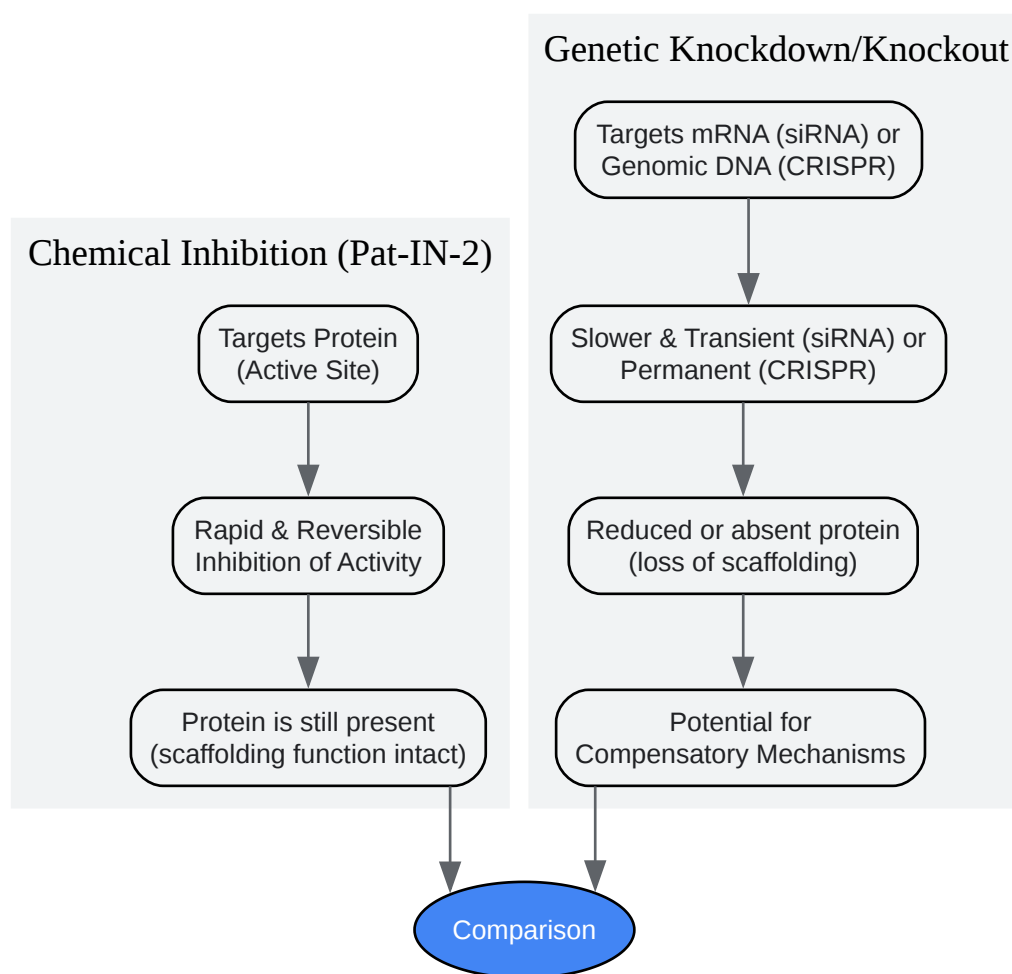 Genetic Knockdown/Knockout
Targets mRNA (siRNA) or
Genomic DNA (CRISPR)
Slower & Transient (siRNA) or
Permanent (CRISPR)
Reduced or absent protein
(loss of scaffolding)
Potential for
Compensatory Mechanisms
Chemical Inhibition (Pat-IN-2)
Targets Protein
(Active Site)
Rapid & Reversible
Inhibition of Activity
Protein is still present
(scaffolding function intact)
Comparison